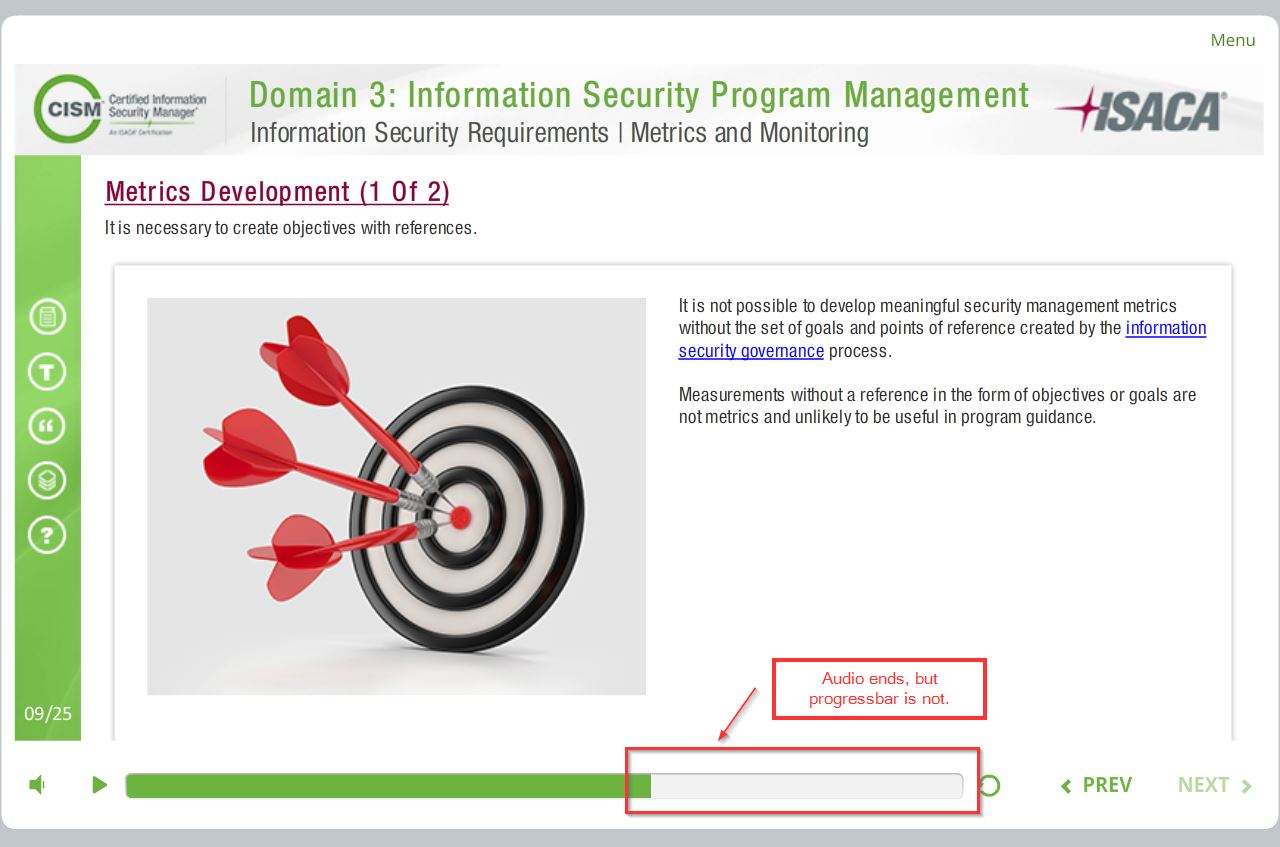 Menu
CISM
Certified Information
Security Manager®
An ISACA® Certification
Domain 3: Information Security Program Management
Information Security Requirements | Metrics and Monitoring
ISACA®
Metrics Development (1 Of 2)
It is necessary to create objectives with references.
It is not possible to develop meaningful security management metrics
without the set of goals and points of reference created by the information
security governance process.
Measurements without a reference in the form of objectives or goals are
not metrics and unlikely to be useful in program guidance.
T
“
?
Audio ends, but
progressbar is not.
09/25
PREV
NEXT